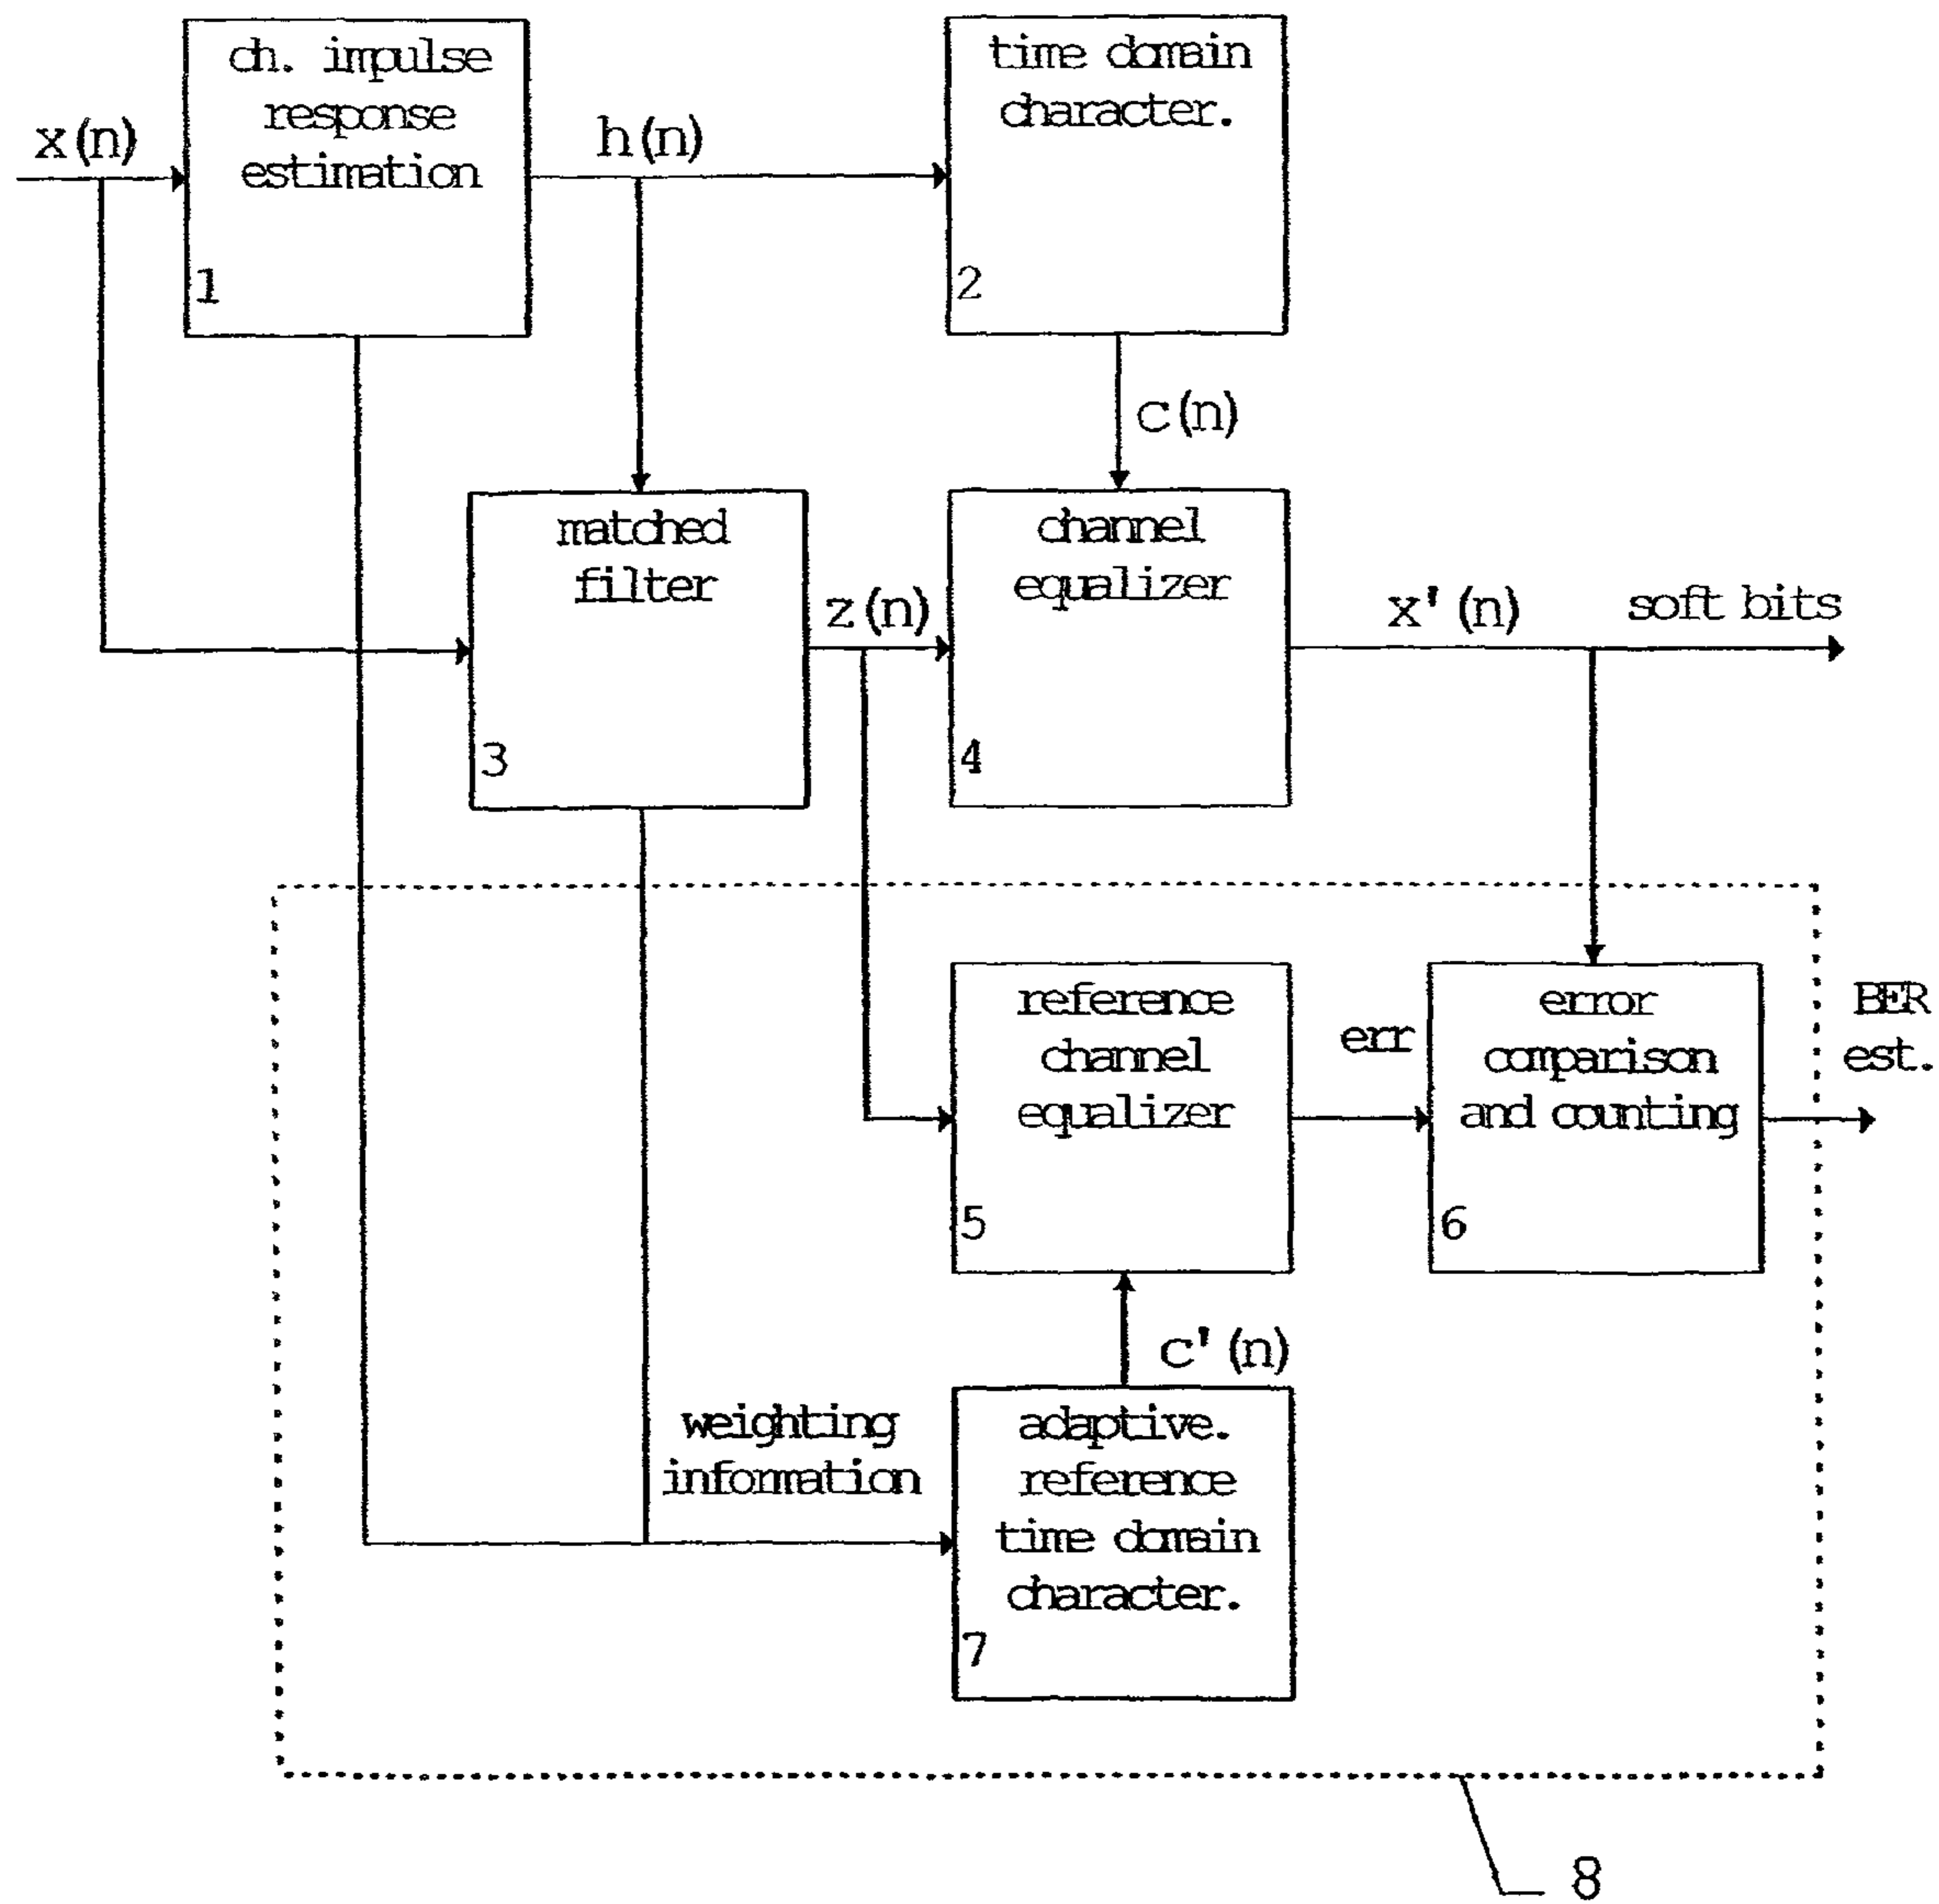 ch. impulse
response
estimation
1
x(n)
h(n)
time domain
character.
2
c(n)
matched
filter
3
z(n)
channel
equalizer
4
x'(n)
soft bits
reference
channel
equalizer
5
err
error
comparison
and counting
6
BER
est.
c'(n)
weighting
information
adaptive.
reference
time domain
character.
7
8